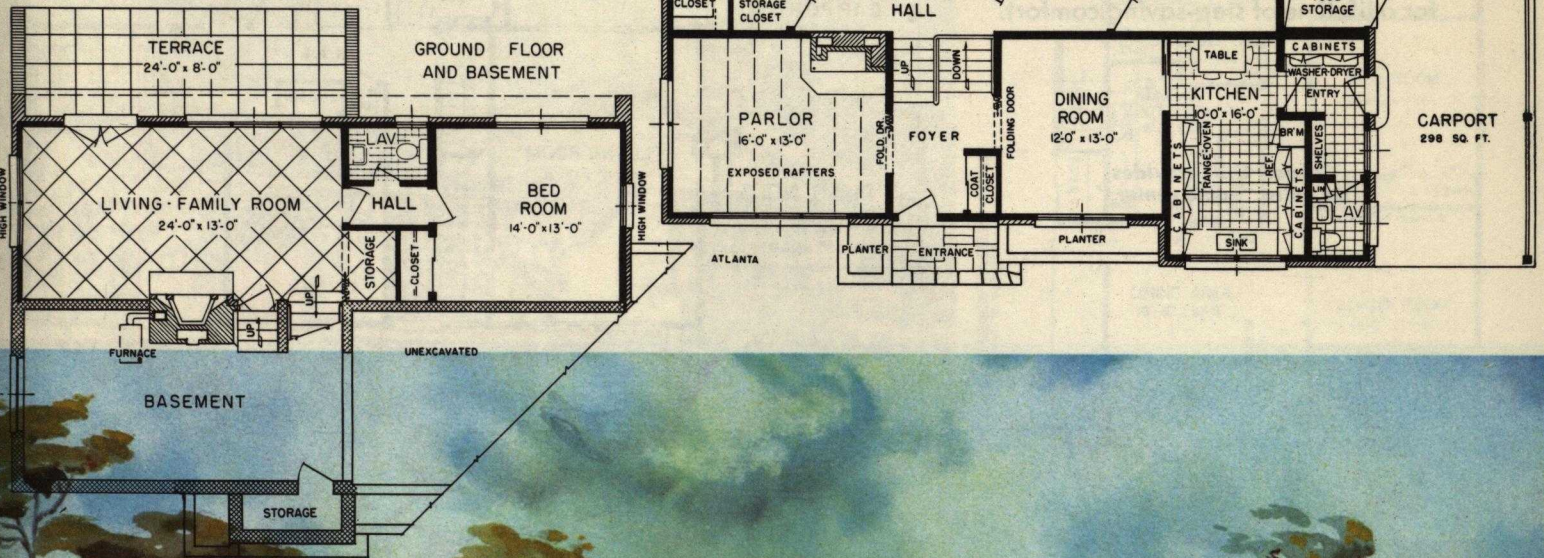 TERRACE
24'-0" x 8'-0"
GROUND FLOOR
AND BASEMENT
LAV
LIVING-FAMILY ROOM
24'-0" x 13'-0"
HIGH WINDOW
HALL
BED
ROOM
14'-0" x 13'-0"
HIGH WINDOW
STORAGE
CLOSET
UP
UP
FURNACE
UNEXCAVATED
BASEMENT
STORAGE
CLOSET
STORAGE
CLOSET
HALL
STORAGE
PARLOR
16'-0" x 13'-0"
EXPOSED RAFTERS
UP
DOWN
FOLD DR.
FOYER
FOLDING DOOR
COAT
CLOSET
DINING
ROOM
12'-0" x 13'-0"
TABLE
KITCHEN
10'-0" x 16'-0"
CABINETS
WASHER-DRYER
ENTRY
BR'M
SHELVES
RANGE-OVEN
REF.
CABINETS
CABINETS
LIN
LAV
SINK
CARPORT
298 SQ. FT.
ATLANTA
PLANTER
ENTRANCE
PLANTER